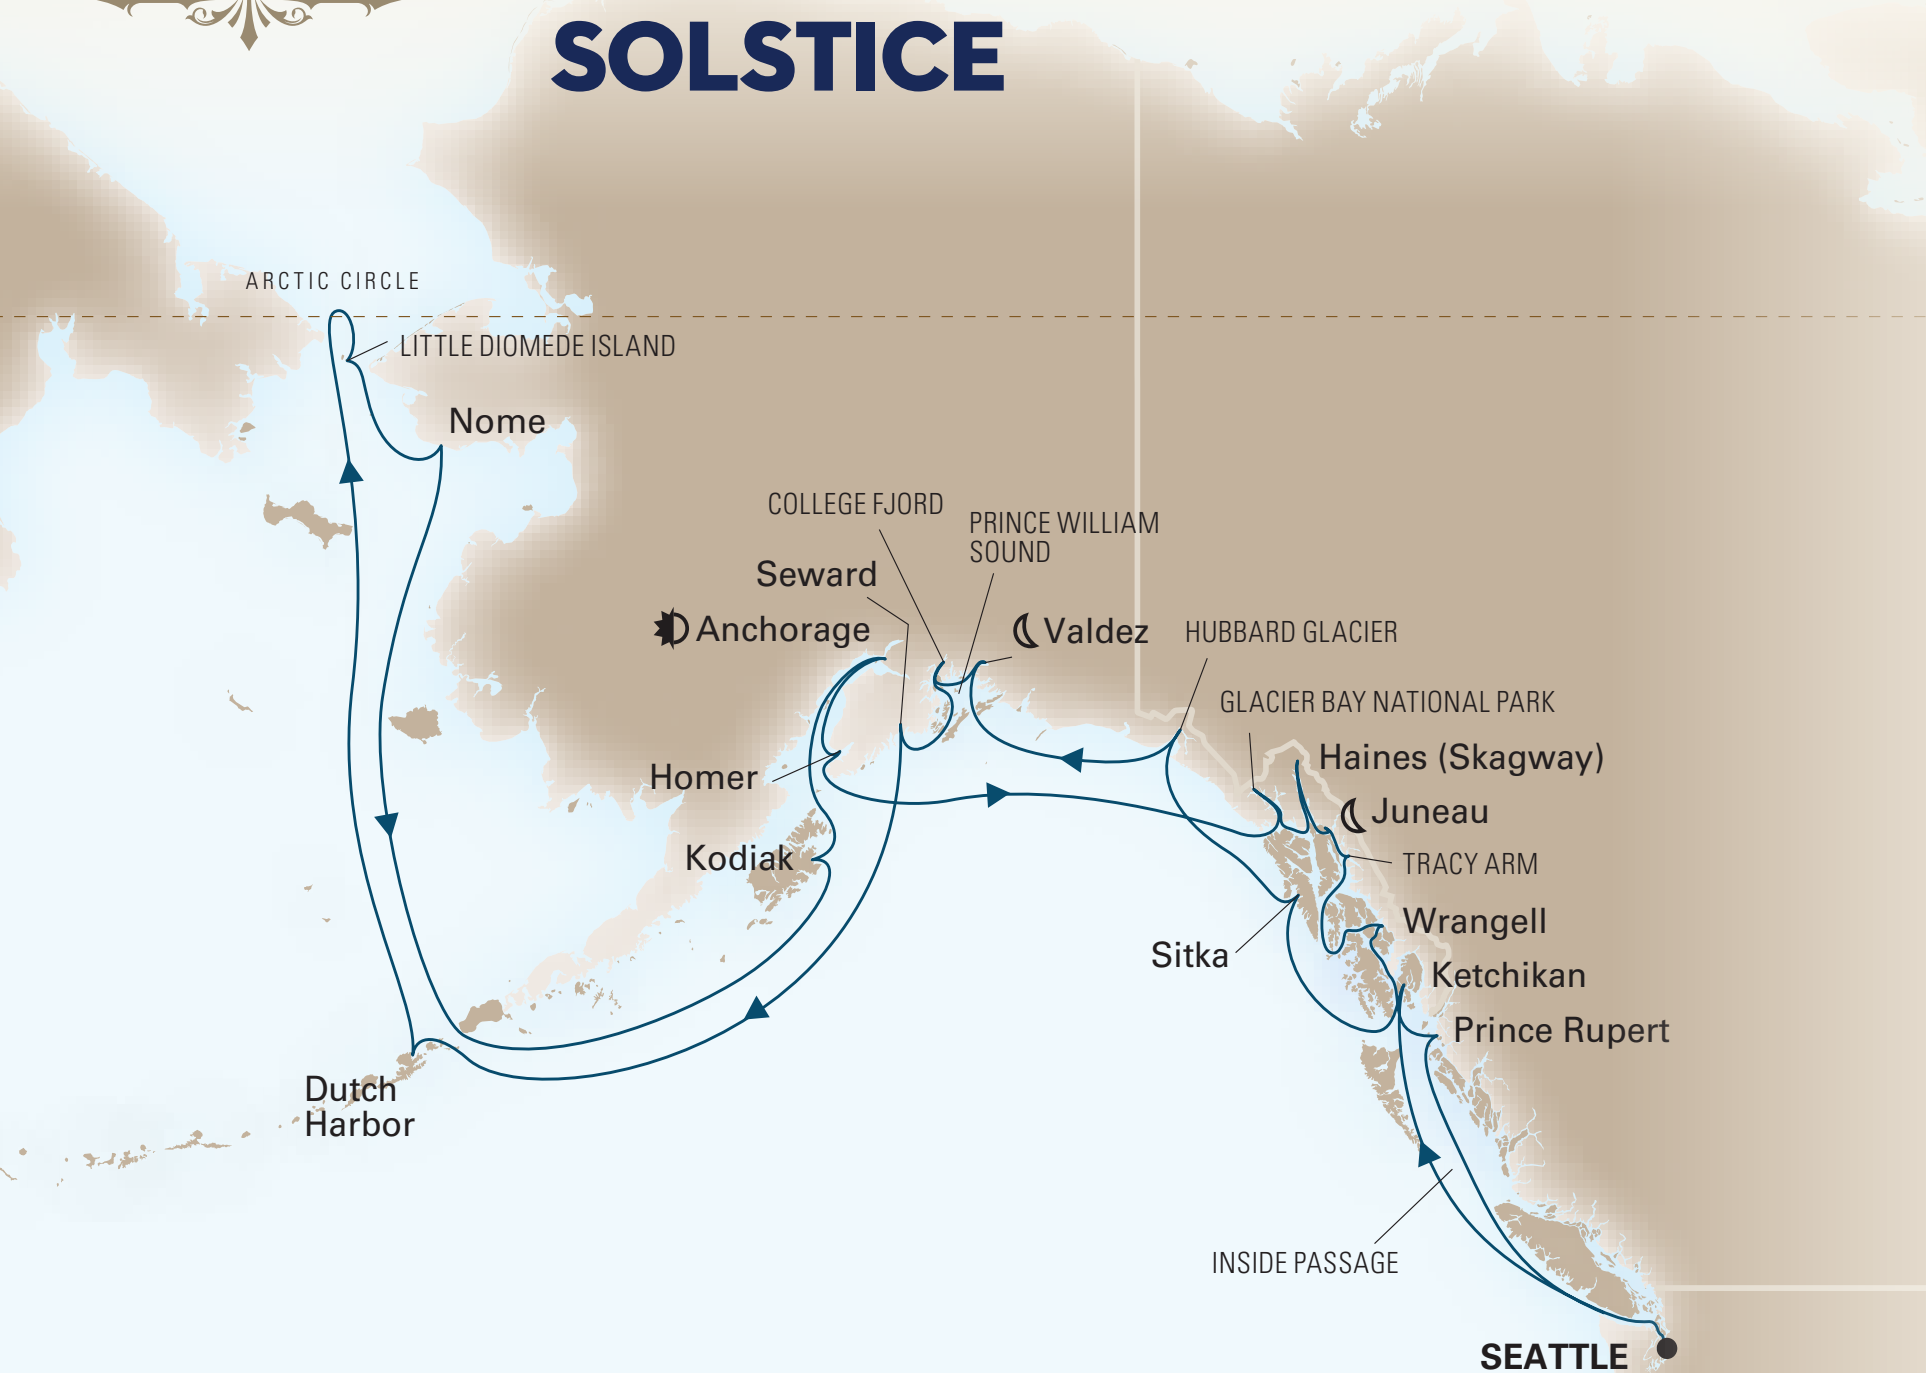 SOLSTICE
ARCTIC CIRCLE
LITTLE DIOMEDE ISLAND
Nome
COLLEGE FJORD
PRINCE WILLIAM
SOUND
Seward
Anchorage
Valdez
HUBBARD GLACIER
GLACIER BAY NATIONAL PARK
Haines (Skagway)
Homer
Juneau
Kodiak
TRACY ARM
Wrangell
Sitka
Ketchikan
Prince Rupert
Dutch
Harbor
INSIDE PASSAGE
SEATTLE